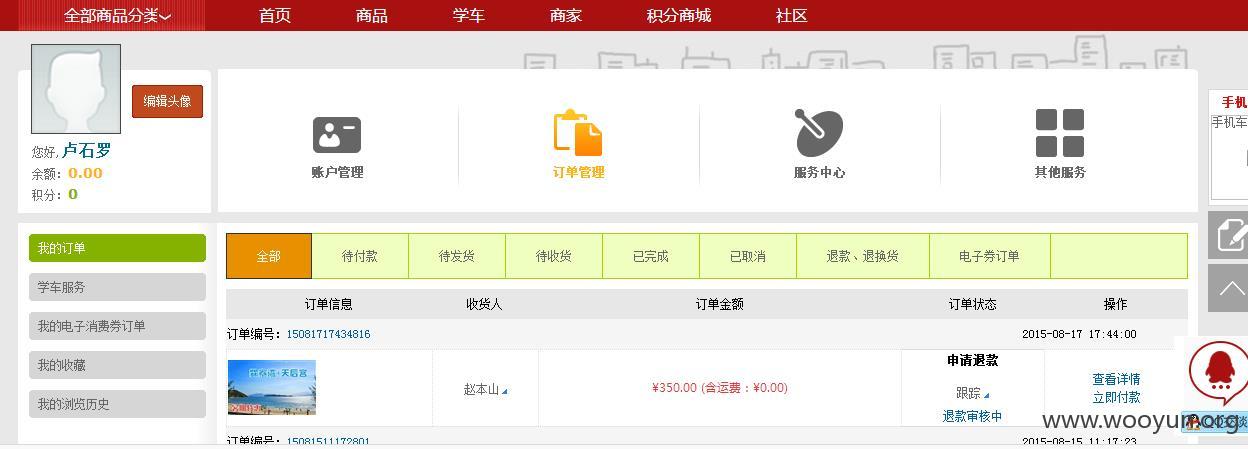 全部商品分类 首页 商品 学车 商家 积分商城 社区
编辑头像
您好,卢石罗
余额：0.00
积分：0
账户管理 订单管理 服务中心 其他服务
手机
手机车
我的订单
学车服务
我的电子消费券订单
我的收藏
我的浏览历史
全部 待付款 待发货 待收货 已完成 已取消 退款、退换货 电子券订单
订单信息 收货人 订单金额 订单状态 操作
订单编号：15081717434816 2015-08-17 17:44:00
赵本山 ¥350.00 (含运费：¥0.00)
申请退款
跟踪
退款审核中
查看详情
立即付款
www.wooyun.org
订单编号：15081511172801 2015-08-15 11:17:23